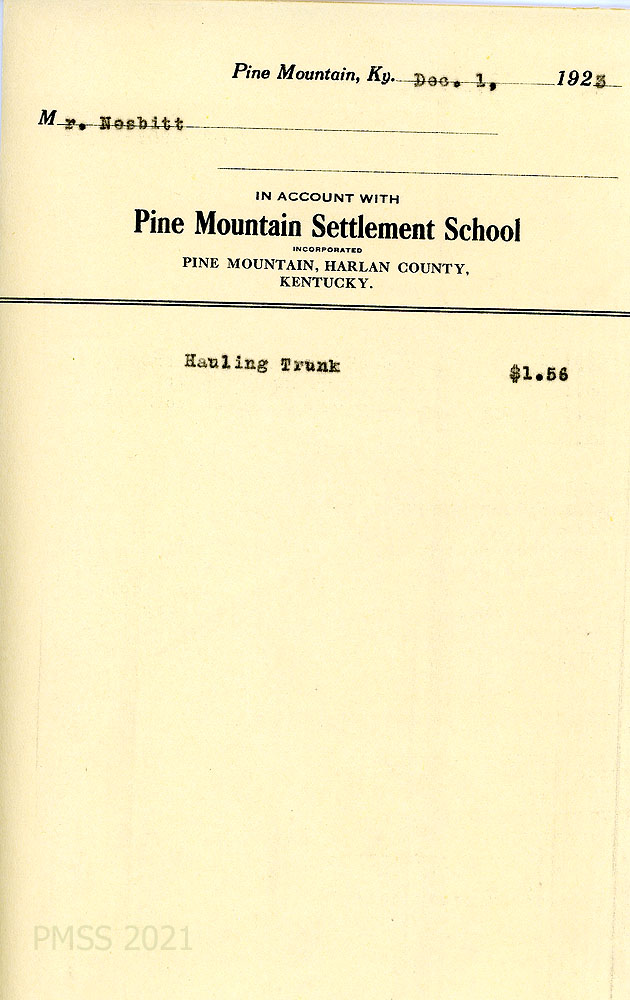 Pine Mountain, Ky. Dec. 1, 1923
Mr. Nesbitt
IN ACCOUNT WITH
Pine Mountain Settlement School
INCORPORATED
PINE MOUNTAIN, HARLAN COUNTY,
KENTUCKY.
Hauling Trunk $1.56
PMSS 2021